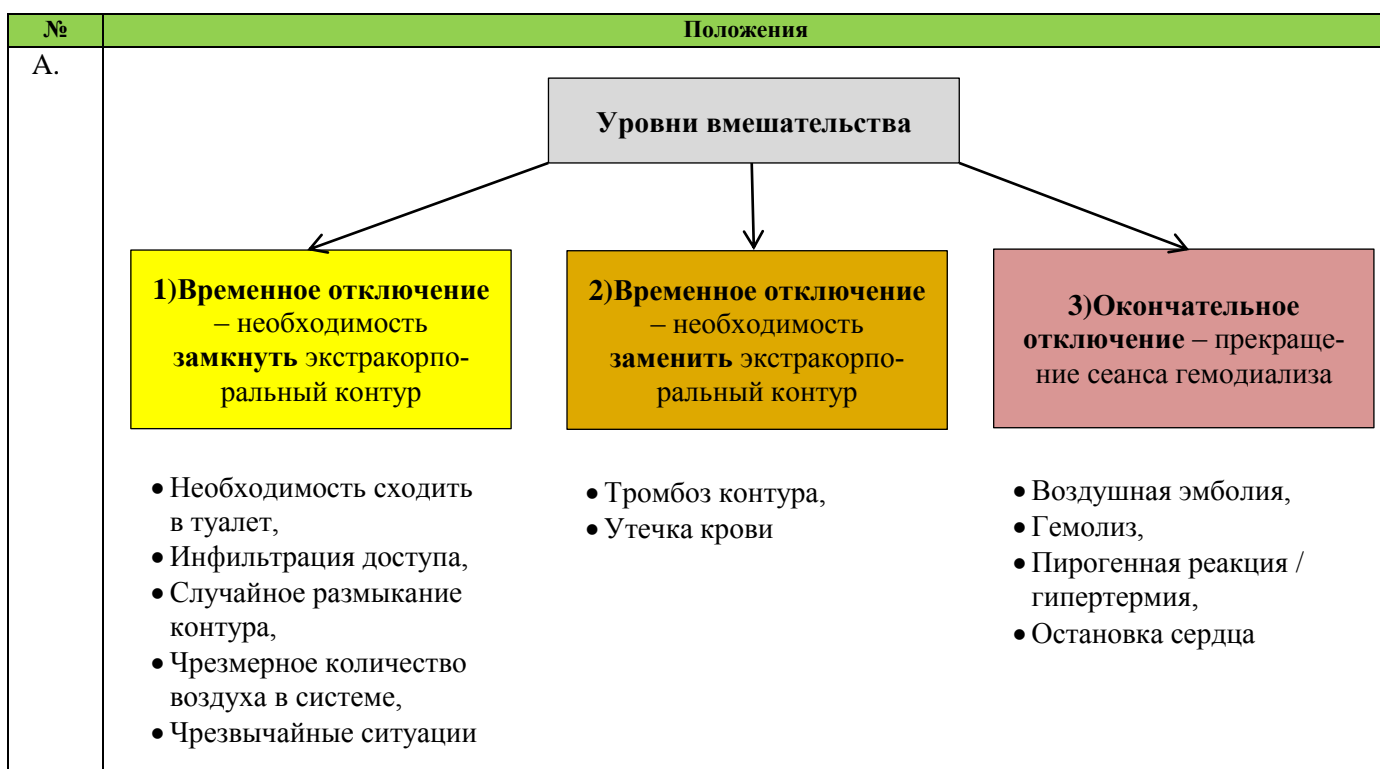 № Положения
А.
Уровни вмешательства
1)Временное отключение
– необходимость
замкнуть экстракорпо-
ральный контур
2)Временное отключение
– необходимость
заменить экстракорпо-
ральный контур
3)Окончательное
отключение – прекраще-
ние сеанса гемодиализа
• Необходимость сходить
в туалет,
• Инфильтрация доступа,
• Случайное размыкание
контура,
• Чрезмерное количество
воздуха в системе,
• Чрезвычайные ситуации
• Тромбоз контура,
• Утечка крови
• Воздушная эмболия,
• Гемолиз,
• Пирогенная реакция /
гипертермия,
• Остановка сердца